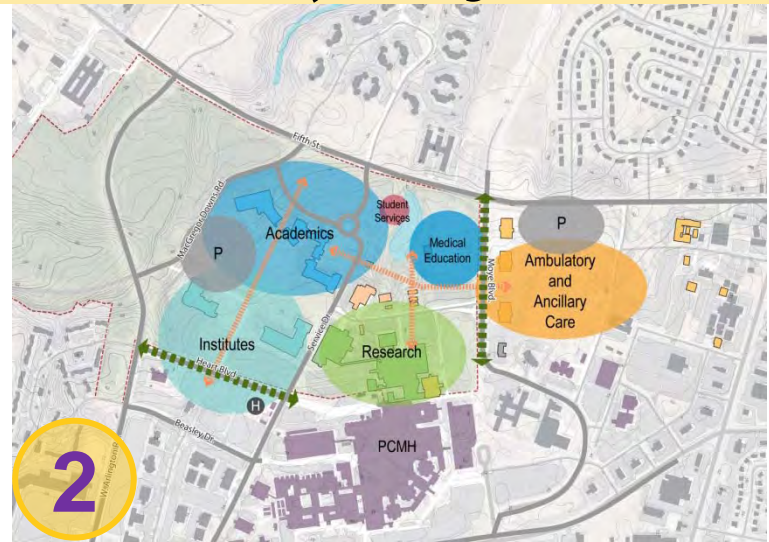 Fifth St.
MacGregor Downs Rd
Student
Services
Academics
P
Medical
Education
P
Moye Blvd
Ambulatory
and
Ancillary
Care
P
Institutes
Service Dr
Research
Heart Blvd
H
Beasley Dr
PCMH
W Arlington B
2